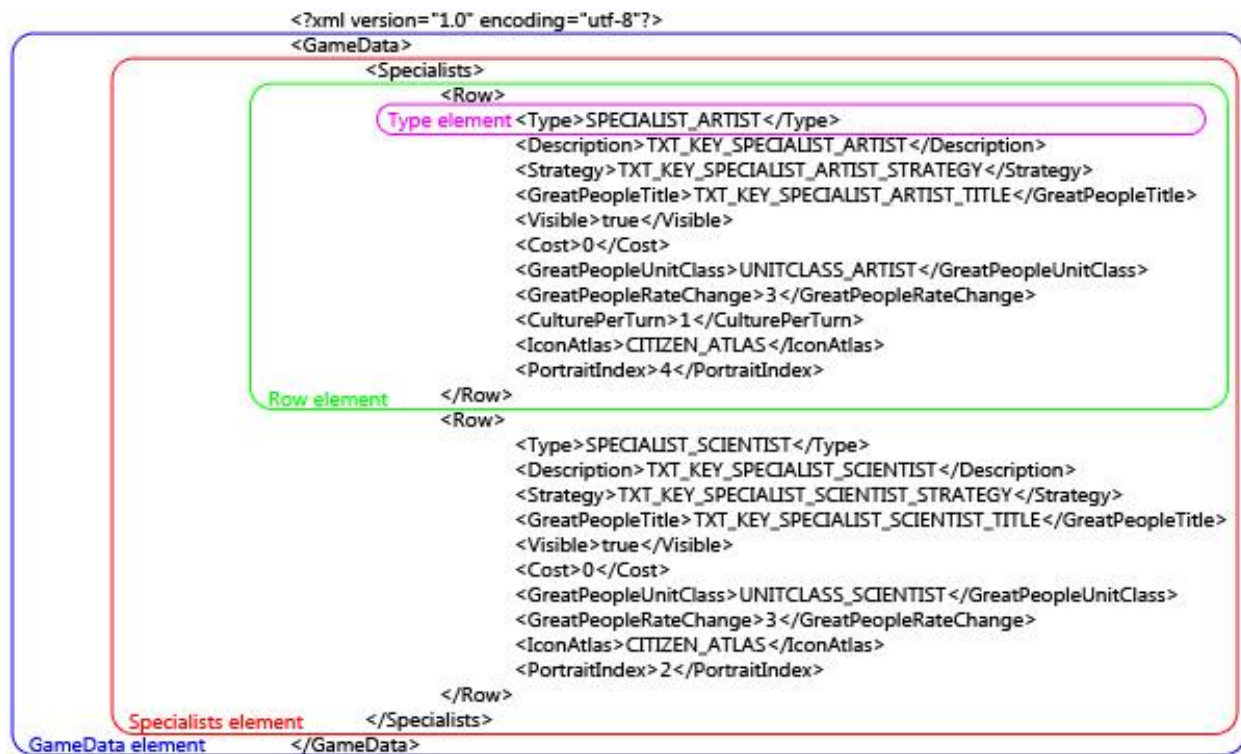 <?xml version="1.0" encoding="utf-8"?>
<GameData>
<Specialists>
<Row>
Type element <Type>SPECIALIST_ARTIST</Type>
<Description>TXT_KEY_SPECIALIST_ARTIST</Description>
<Strategy>TXT_KEY_SPECIALIST_ARTIST_STRATEGY</Strategy>
<GreatPeopleTitle>TXT_KEY_SPECIALIST_ARTIST_TITLE</GreatPeopleTitle>
<Visible>true</Visible>
<Cost>0</Cost>
<GreatPeopleUnitClass>UNITCLASS_ARTIST</GreatPeopleUnitClass>
<GreatPeopleRateChange>3</GreatPeopleRateChange>
<CulturePerTurn>1</CulturePerTurn>
<IconAtlas>CITIZEN_ATLAS</IconAtlas>
<PortraitIndex>4</PortraitIndex>
Row element </Row>
<Row>
<Type>SPECIALIST_SCIENTIST</Type>
<Description>TXT_KEY_SPECIALIST_SCIENTIST</Description>
<Strategy>TXT_KEY_SPECIALIST_SCIENTIST_STRATEGY</Strategy>
<GreatPeopleTitle>TXT_KEY_SPECIALIST_SCIENTIST_TITLE</GreatPeopleTitle>
<Visible>true</Visible>
<Cost>0</Cost>
<GreatPeopleUnitClass>UNITCLASS_SCIENTIST</GreatPeopleUnitClass>
<GreatPeopleRateChange>3</GreatPeopleRateChange>
<IconAtlas>CITIZEN_ATLAS</IconAtlas>
<PortraitIndex>2</PortraitIndex>
</Row>
Specialists element </Specialists>
GameData element </GameData>